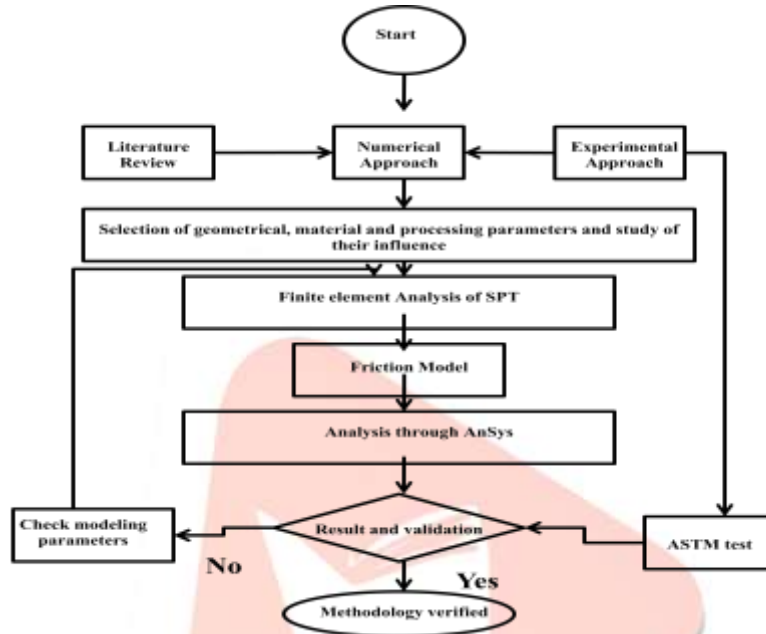 Start
Literature
Review
Numerical
Approach
Experimental
Approach
Selection of geometrical, material and processing parameters and study of
their influence
Finite element Analysis of SPT
Friction Model
Analysis through AnSys
Check modeling
parameters
Result and validation
ASTM test
No
Yes
Methodology verified